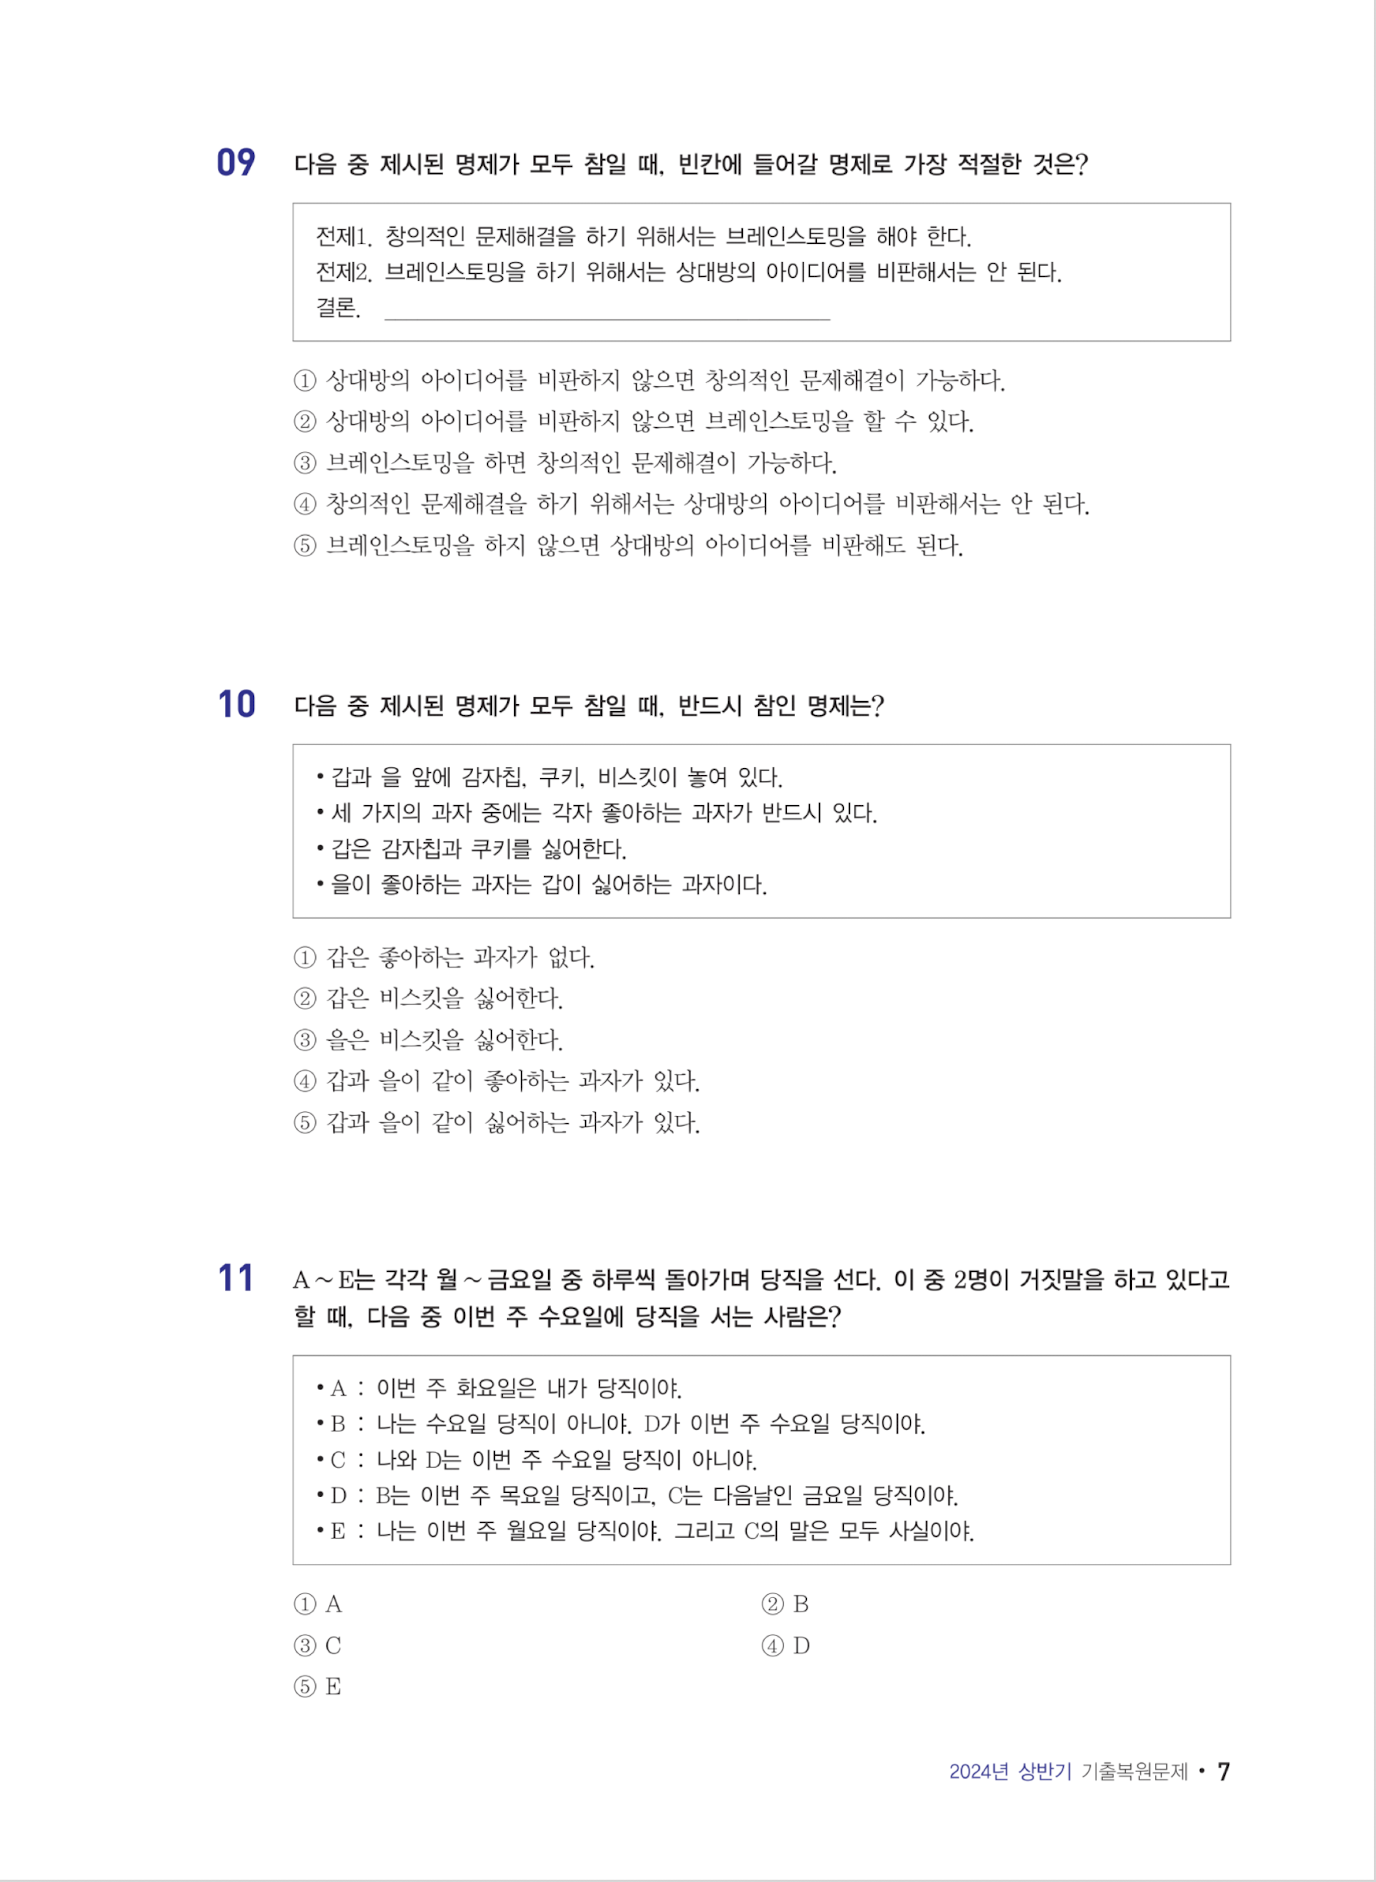 09 다음 중 제시된 명제가 모두 참일 때, 빈칸에 들어갈 명제로 가장 적절한 것은?
전제1. 창의적인 문제해결을 하기 위해서는 브레인스토밍을 해야 한다.
전제2. 브레인스토밍을 하기 위해서는 상대방의 아이디어를 비판해서는 안 된다.
결론.
① 상대방의 아이디어를 비판하지 않으면 창의적인 문제해결이 가능하다.
② 상대방의 아이디어를 비판하지 않으면 브레인스토밍을 할 수 있다.
③ 브레인스토밍을 하면 창의적인 문제해결이 가능하다.
④ 창의적인 문제해결을 하기 위해서는 상대방의 아이디어를 비판해서는 안 된다.
⑤ 브레인스토밍을 하지 않으면 상대방의 아이디어를 비판해도 된다.
10 다음 중 제시된 명제가 모두 참일 때, 반드시 참인 명제는?
• 갑과 을 앞에 감자칩, 쿠키, 비스킷이 놓여 있다.
• 세 가지의 과자 중에는 각자 좋아하는 과자가 반드시 있다.
• 갑은 감자칩과 쿠키를 싫어한다.
• 을이 좋아하는 과자는 갑이 싫어하는 과자이다.
① 갑은 좋아하는 과자가 없다.
② 갑은 비스킷을 싫어한다.
③ 을은 비스킷을 싫어한다.
④ 갑과 을이 같이 좋아하는 과자가 있다.
⑤ 갑과 을이 같이 싫어하는 과자가 있다.
11 A ~ E는 각각 월 ~ 금요일 중 하루씩 돌아가며 당직을 선다. 이 중 2명이 거짓말을 하고 있다고
할 때, 다음 중 이번 주 수요일에 당직을 서는 사람은?
• A : 이번 주 화요일은 내가 당직이야.
• B : 나는 수요일 당직이 아니야. D가 이번 주 수요일 당직이야.
• C : 나와 D는 이번 주 수요일 당직이 아니야.
• D : B는 이번 주 목요일 당직이고, C는 다음날인 금요일 당직이야.
• E : 나는 이번 주 월요일 당직이야. 그리고 C의 말은 모두 사실이야.
① A ② B
③ C ④ D
⑤ E
2024년 상반기 기출복원문제 • 7